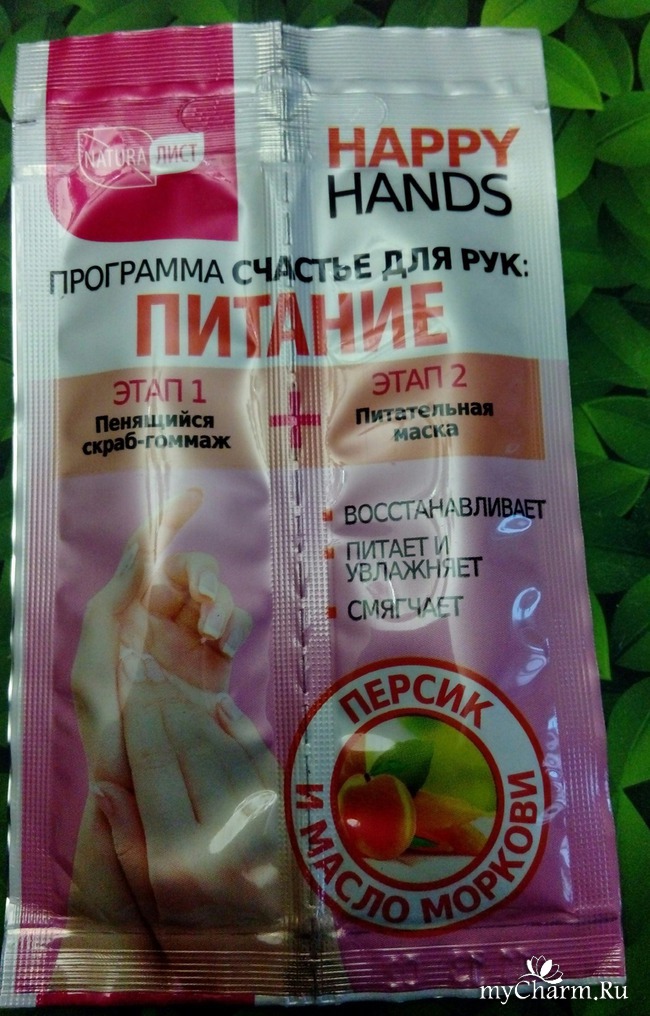 NATURA ЛИСТ
HAPPY
HANDS
ПРОГРАММА СЧАСТЬЕ ДЛЯ РУК:
ПИТАНИЕ
ЭТАП 1
Пенящийся
скраб-гоммаж
+
ЭТАП 2
Питательная
маска
ВОССТАНАВЛИВАЕТ
ПИТАЕТ И
УВЛАЖНЯЕТ
СМЯГЧАЕТ
ПЕРСИК
И МАСЛО МОРКОВИ
myCharm.Ru